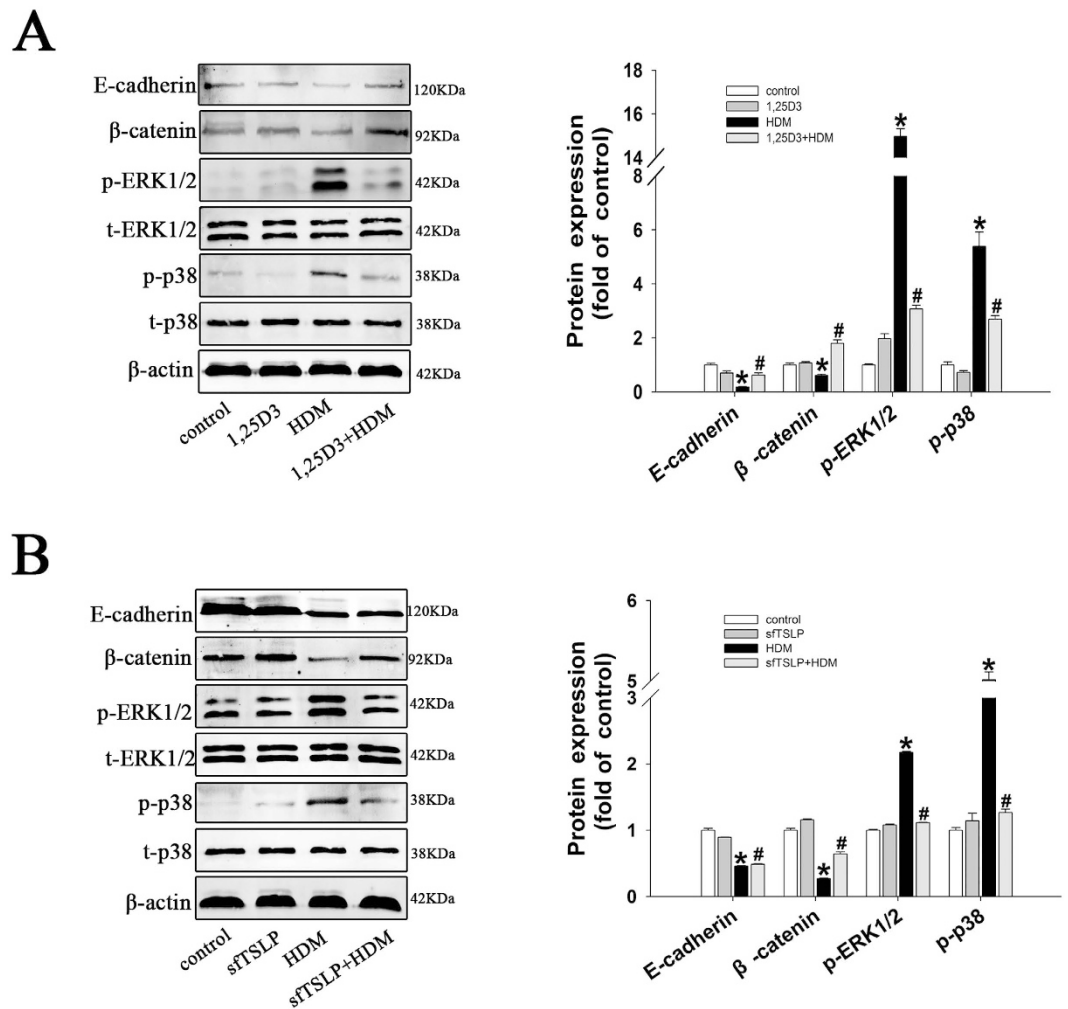 A
E-cadherin
120KDa
β-catenin
92KDa
p-ERK1/2
42KDa
t-ERK1/2
42KDa
p-p38
38KDa
t-p38
38KDa
β-actin
42KDa
control
1,25D3
HDM
1,25D3+HDM
Protein expression
(fold of control)
18
16
14
8
6
4
2
0
control
1,25D3
HDM
1,25D3+HDM
*
#
*
#
*
#
*
#
E-cadherin
β -catenin
p-ERK1/2
p-p38
B
E-cadherin
120KDa
β-catenin
92KDa
p-ERK1/2
42KDa
t-ERK1/2
42KDa
p-p38
38KDa
t-p38
38KDa
β-actin
42KDa
control
sfTSLP
HDM
sfTSLP+HDM
Protein expression
(fold of control)
6
5
3
2
1
0
control
sfTSLP
HDM
sfTSLP+HDM
*
#
*
#
*
#
*
#
E-cadherin
β -catenin
p-ERK1/2
p-p38